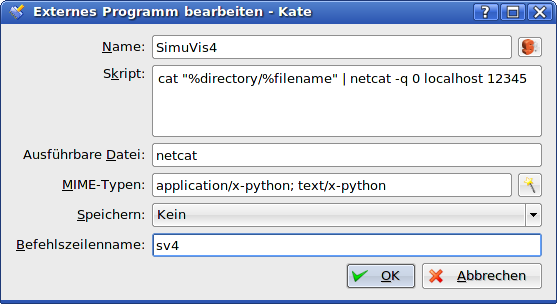 Externes Programm bearbeiten - Kate
Name: SimuVis4
Skript: cat "%directory/%filename" | netcat -q 0 localhost 12345
Ausführbare Datei: netcat
MIME-Typen: application/x-python; text/x-python
Speichern: Kein
Befehlszeilenname: sv4
OK Abbrechen